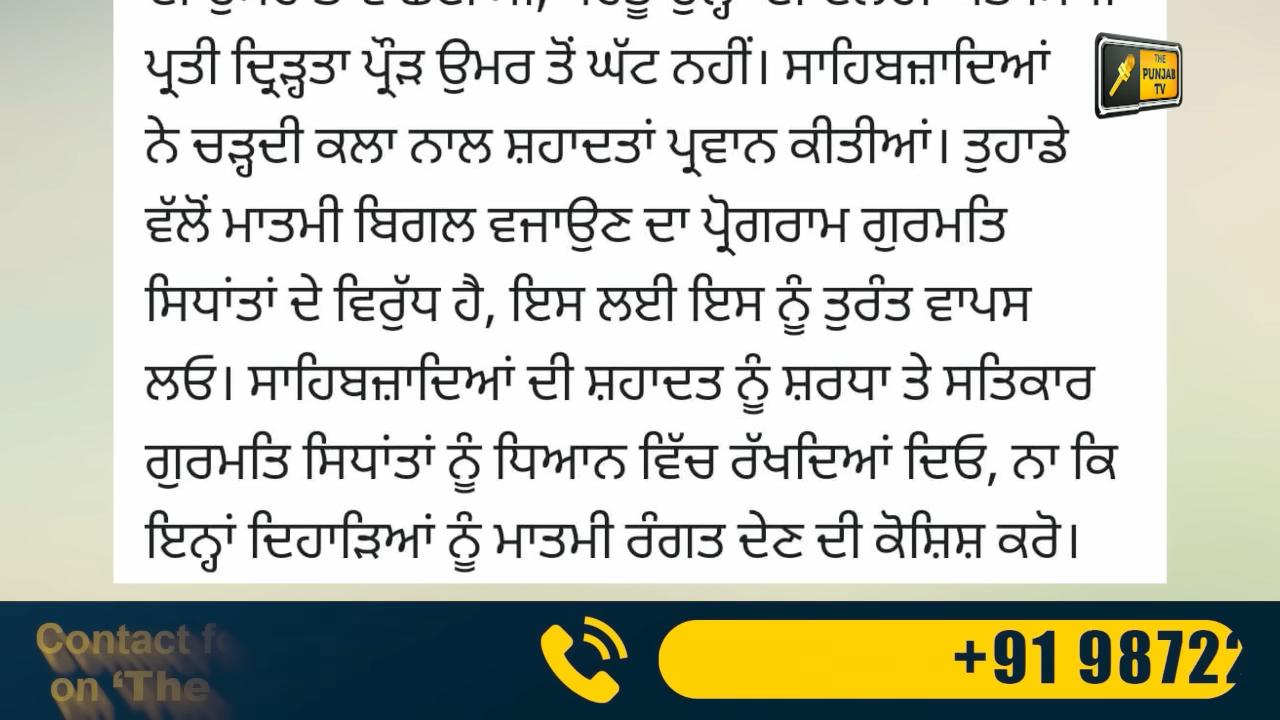 ਪ੍ਰਤੀ ਦ੍ਰਿੜ੍ਹਤਾ ਪ੍ਰੌੜ ਉਮਰ ਤੋਂ ਘੱਟ ਨਹੀਂ। ਸਾਹਿਬਜ਼ਾਦਿਆਂ
ਨੇ ਚੜ੍ਹਦੀ ਕਲਾ ਨਾਲ ਸ਼ਹਾਦਤਾਂ ਪ੍ਰਵਾਨ ਕੀਤੀਆਂ। ਤੁਹਾਡੇ
ਵੱਲੋਂ ਮਾਤਮੀ ਬਿਗਲ ਵਜਾਉਣ ਦਾ ਪ੍ਰੋਗਰਾਮ ਗੁਰਮਤਿ
ਸਿਧਾਂਤਾਂ ਦੇ ਵਿਰੁੱਧ ਹੈ, ਇਸ ਲਈ ਇਸ ਨੂੰ ਤੁਰੰਤ ਵਾਪਸ
ਲਓ। ਸਾਹਿਬਜ਼ਾਦਿਆਂ ਦੀ ਸ਼ਹਾਦਤ ਨੂੰ ਸ਼ਰਧਾ ਤੇ ਸਤਿਕਾਰ
ਗੁਰਮਤਿ ਸਿਧਾਂਤਾਂ ਨੂੰ ਧਿਆਨ ਵਿੱਚ ਰੱਖਦਿਆਂ ਦਿਓ, ਨਾ ਕਿ
ਇਨ੍ਹਾਂ ਦਿਹਾੜਿਆਂ ਨੂੰ ਮਾਤਮੀ ਰੰਗਤ ਦੇਣ ਦੀ ਕੋਸ਼ਿਸ਼ ਕਰੋ।
THE
PUNJAB
TV
Contact
on ‘The
+91 9872